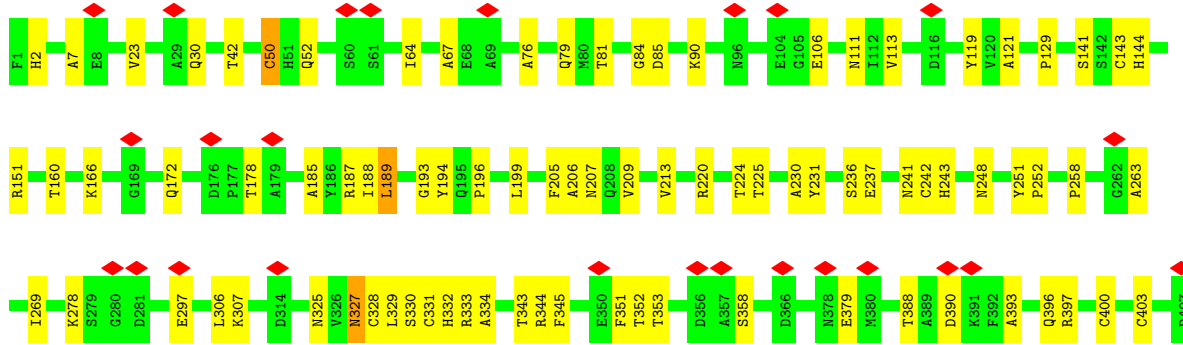 F1 H2 A7 E8 V23 A29 Q30 T42 C50 H51 Q52 S60 S61 I64 A67 E68 A69 A76 Q79 M80 T81 G84 D85 K90 N96 E104 G105 E106 N111 I112 V113 D116 Y119 V120 A121 P129 S141 S142 C143 H144
R151 T160 K166 G169 Q172 D176 P177 T178 A179 A185 Y186 R187 I188 L189 G193 Y194 Q195 P196 L199 F205 A206 N207 Q208 V209 V213 R220 T224 T225 A230 Y231 S236 E237 N241 C242 H243 N248 Y251 P252 P258 G262 A263
I269 K278 S279 G280 D281 E297 L306 K307 D314 N325 V326 N327 C328 L329 S330 C331 H332 R333 A334 T343 R344 F345 E350 F351 T352 T353 D356 A357 S358 D366 N378 E379 M380 T388 A389 D390 K391 F392 A393 Q396 R397 C400 C403